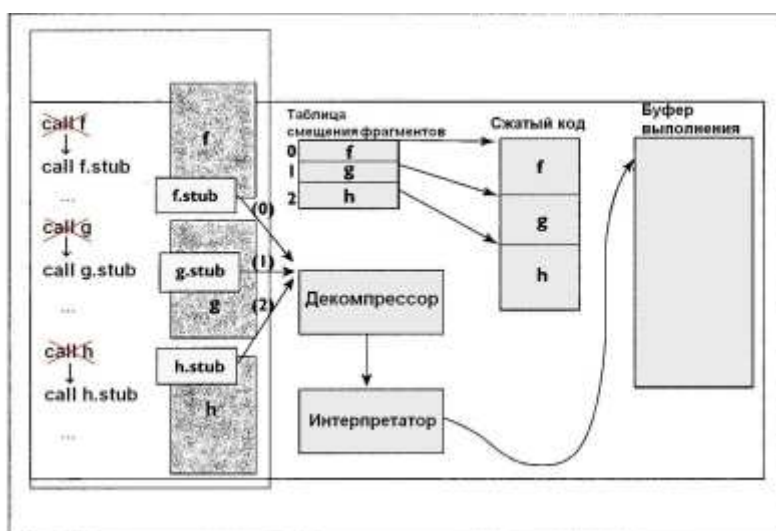 call f
call f.stub
...
call g
call g.stub
...
call h
call h.stub
...
f
f.stub
(0)
g.stub
(1)
g
(2)
h.stub
h
Таблица
смещения фрагментов
0 f
1 g
2 h
Декомпрессор
Интерпретатор
Сжатый код
f
g
h
Буфер
выполнения